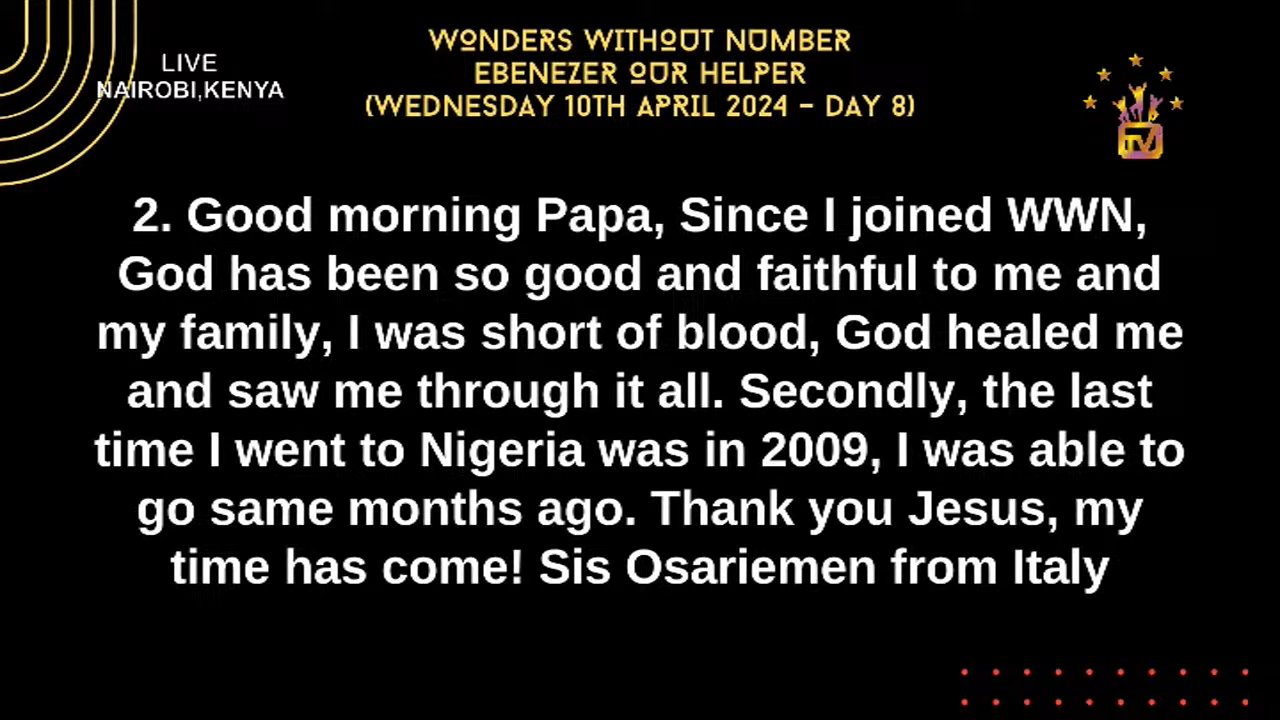 LIVE
NAIROBI,KENYA
WONDERS WITHOUT NUMBER
EBENEZER OUR HELPER
(WEDNESDAY 10TH APRIL 2024 - DAY 8)
TV
2. Good morning Papa, Since I joined WWN,
God has been so good and faithful to me and
my family, I was short of blood, God healed me
and saw me through it all. Secondly, the last
time I went to Nigeria was in 2009, I was able to
go same months ago. Thank you Jesus, my
time has come! Sis Osariemen from Italy